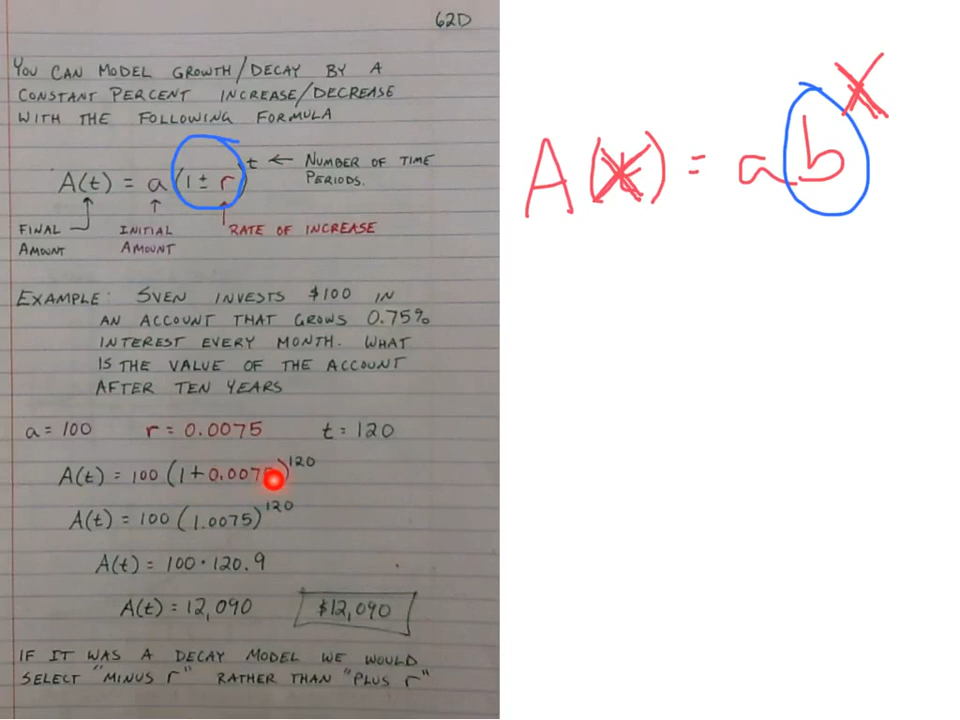 62D
YOU CAN MODEL GROWTH/DECAY BY A
CONSTANT PERCENT INCREASE/DECREASE
WITH THE FOLLOWING FORMULA
A(t) = a (1 ± r)^t ← NUMBER OF TIME
PERIODS.
FINAL INITIAL RATE OF INCREASE
AMOUNT AMOUNT
EXAMPLE: SVEN INVESTS $100 IN
AN ACCOUNT THAT GROWS 0.75%
INTEREST EVERY MONTH. WHAT
IS THE VALUE OF THE ACCOUNT
AFTER TEN YEARS
a = 100 r = 0.0075 t = 120
A(t) = 100 (1 + 0.0075)^120
A(t) = 100 (1.0075)^120
A(t) = 100 · 120.9
A(t) = 12,090 $12,090
IF IT WAS A DECAY MODEL WE WOULD
SELECT "MINUS r" RATHER THAN "PLUS r"
A( ) = ab